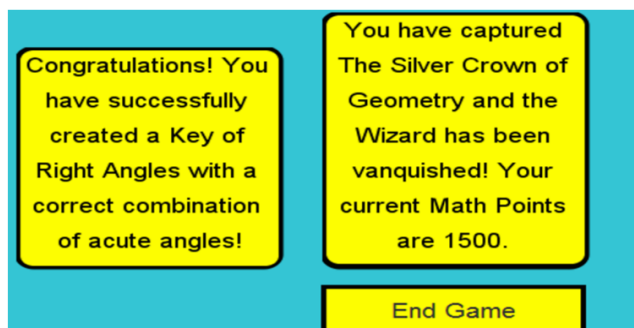 Congratulations! You
have successfully
created a Key of
Right Angles with a
correct combination
of acute angles!
You have captured
The Silver Crown of
Geometry and the
Wizard has been
vanquished! Your
current Math Points
are 1500.
End Game